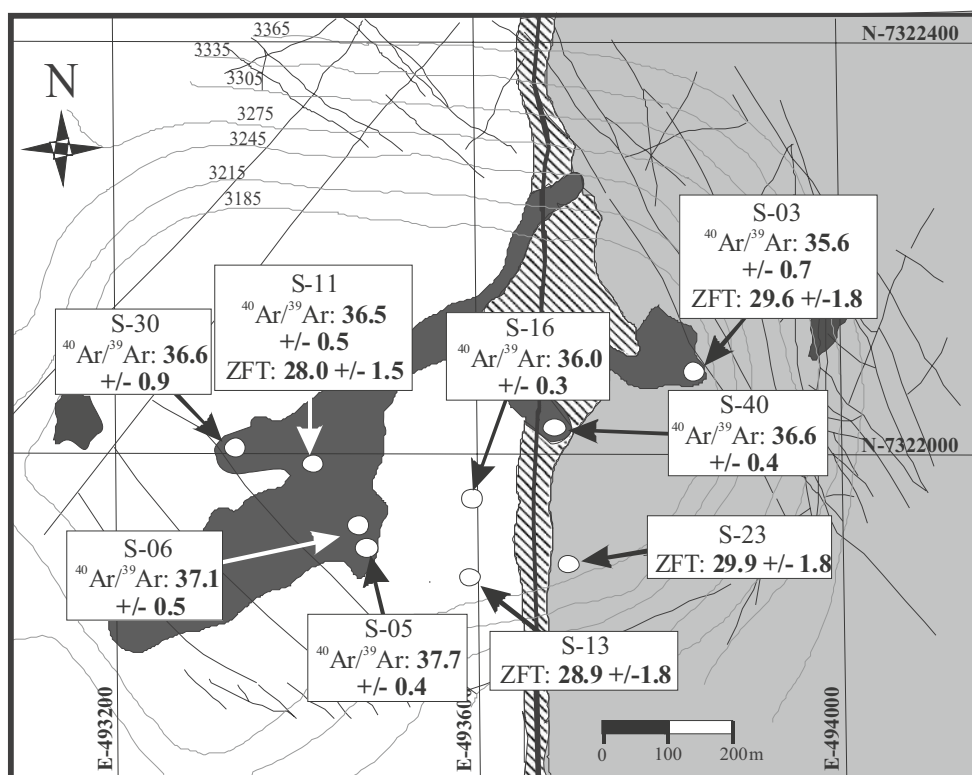 3365
3335
3305
3275
3245
3215
3185
N
N-7322400
S-03
⁴⁰Ar/³⁹Ar: 35.6
+/- 0.7
ZFT: 29.6 +/-1.8
S-11
⁴⁰Ar/³⁹Ar: 36.5
+/- 0.5
ZFT: 28.0 +/- 1.5
S-30
⁴⁰Ar/³⁹Ar: 36.6
+/- 0.9
S-16
⁴⁰Ar/³⁹Ar: 36.0
+/- 0.3
S-40
⁴⁰Ar/³⁹Ar: 36.6
+/- 0.4
N-7322000
S-06
⁴⁰Ar/³⁹Ar: 37.1
+/- 0.5
S-23
ZFT: 29.9 +/- 1.8
S-05
⁴⁰Ar/³⁹Ar: 37.7
+/- 0.4
S-13
ZFT: 28.9 +/-1.8
E-493200
E-49360
E-494000
0 100 200m